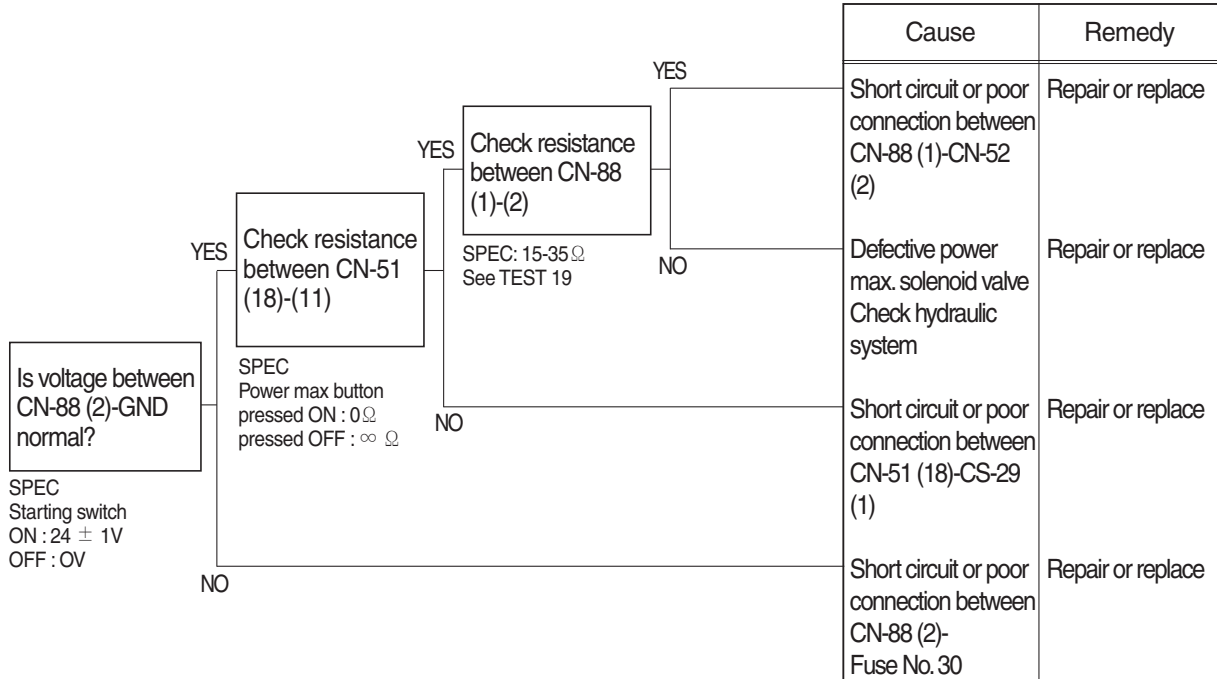 Cause
Remedy
YES
Short circuit or poor
connection between
CN-88 (1)-CN-52
(2)
Repair or replace
YES
Check resistance
between CN-88
(1)-(2)
SPEC: 15-35Ω
See TEST 19
NO
Defective power
max. solenoid valve
Check hydraulic
system
Repair or replace
YES
Check resistance
between CN-51
(18)-(11)
SPEC
Power max button
pressed ON : 0Ω
pressed OFF : ∞ Ω
NO
Short circuit or poor
connection between
CN-51 (18)-CS-29
(1)
Repair or replace
Is voltage between
CN-88 (2)-GND
normal?
SPEC
Starting switch
ON : 24 ± 1V
OFF : OV
NO
Short circuit or poor
connection between
CN-88 (2)-
Fuse No. 30
Repair or replace